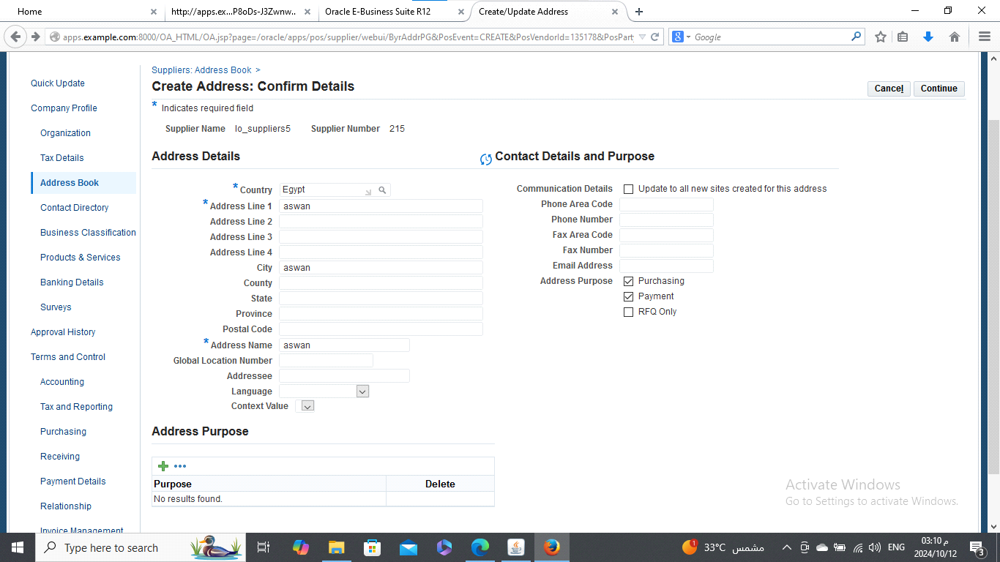 Home
http://apps.ex...P8oDs-J3Zwnw..
Oracle E-Business Suite R12
Create/Update Address
apps.example.com:8000/OA_HTML/OA.jsp?page=/oracle/apps/pos/supplier/webui/ByrAddrPG&PosEvent=CREATE&PosVendorId=135178&PosPart
Google
Quick Update
Company Profile
Organization
Tax Details
Address Book
Contact Directory
Business Classification
Products & Services
Banking Details
Surveys
Approval History
Terms and Control
Accounting
Tax and Reporting
Purchasing
Receiving
Payment Details
Relationship
Invoice Management
Suppliers: Address Book >
Create Address: Confirm Details
Cancel Continue
* Indicates required field
Supplier Name lo_suppliers5 Supplier Number 215
Address Details
* Country Egypt
* Address Line 1 aswan
Address Line 2
Address Line 3
Address Line 4
City aswan
County
State
Province
Postal Code
* Address Name aswan
Global Location Number
Addressee
Language
Context Value
Contact Details and Purpose
Communication Details Update to all new sites created for this address
Phone Area Code
Phone Number
Fax Area Code
Fax Number
Email Address
Address Purpose Purchasing
Payment
RFQ Only
Address Purpose
Purpose Delete
No results found.
Activate Windows
Go to Settings to activate Windows.
Type here to search
1
33°C مشمس
ENG
03:10 م
2024/10/12
3